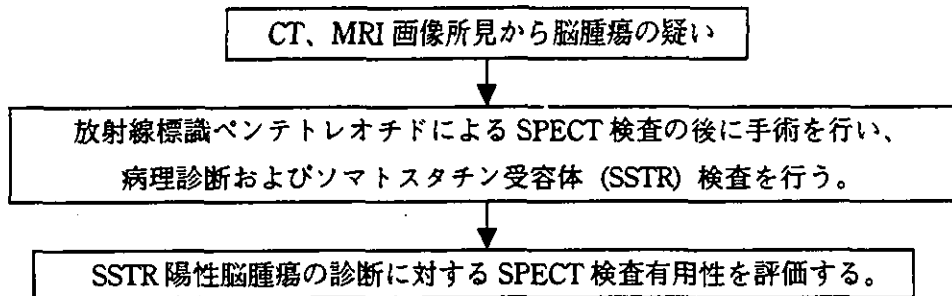 CT、MRI 画像所見から脳腫瘍の疑い
放射線標識ペンテトレオチドによる SPECT 検査の後に手術を行い、
病理診断およびソマトスタチン受容体 (SSTR) 検査を行う。
SSTR 陽性脳腫瘍の診断に対する SPECT 検査有用性を評価する。